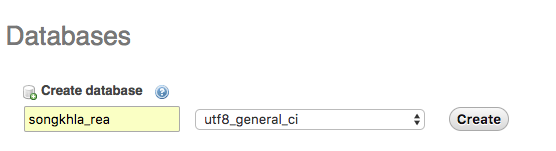 Databases
Create database
songkhla_rea utf8_general_ci Create